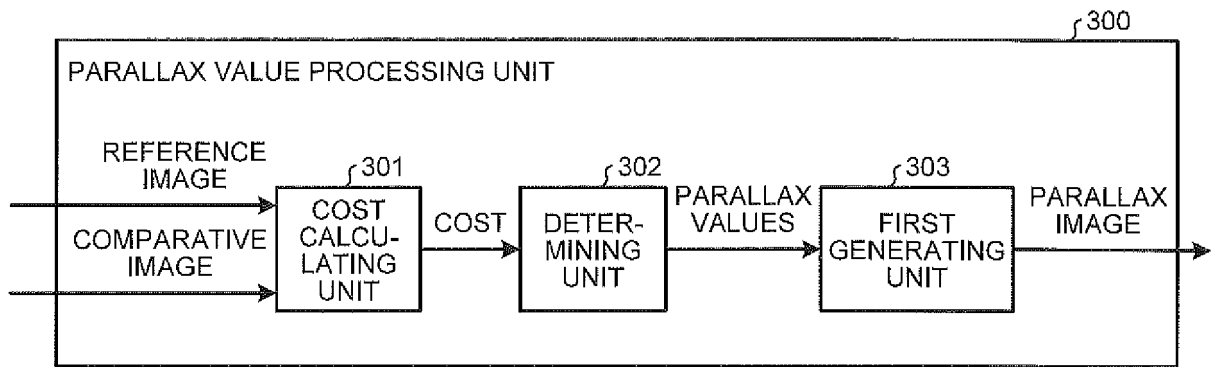 300
PARALLAX VALUE PROCESSING UNIT
REFERENCE
IMAGE
COMPARATIVE
IMAGE
301
COST
CALCU-
LATING
UNIT
COST
302
DETER-
MINING
UNIT
PARALLAX
VALUES
303
FIRST
GENERATING
UNIT
PARALLAX
IMAGE